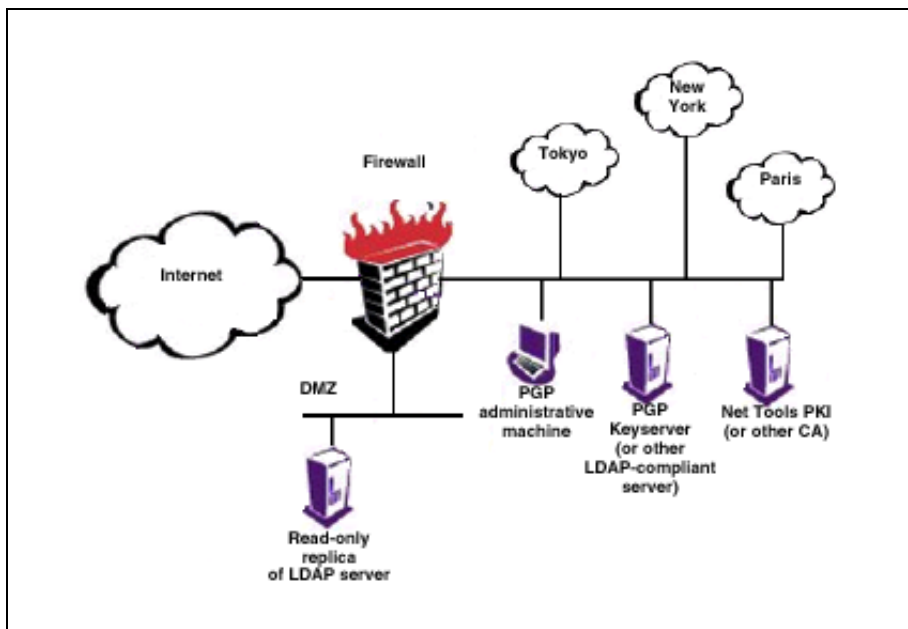 New
York
Tokyo
Firewall
Paris
Internet
DMZ
PGP
administrative
machine
PGP
Keyserver
(or other
LDAP-compliant
server)
Net Tools PKI
(or other CA)
Read-only
replica
of LDAP server